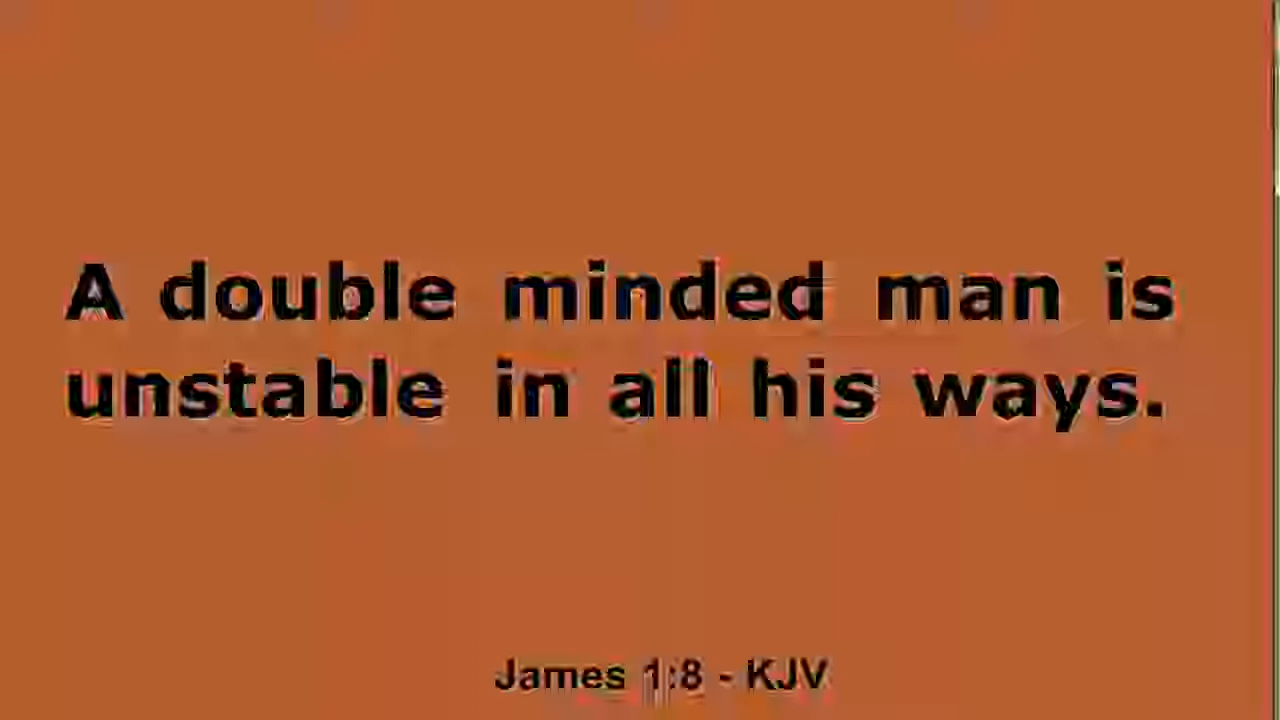 A double minded man is
unstable in all his ways.
James 1:8 - KJV